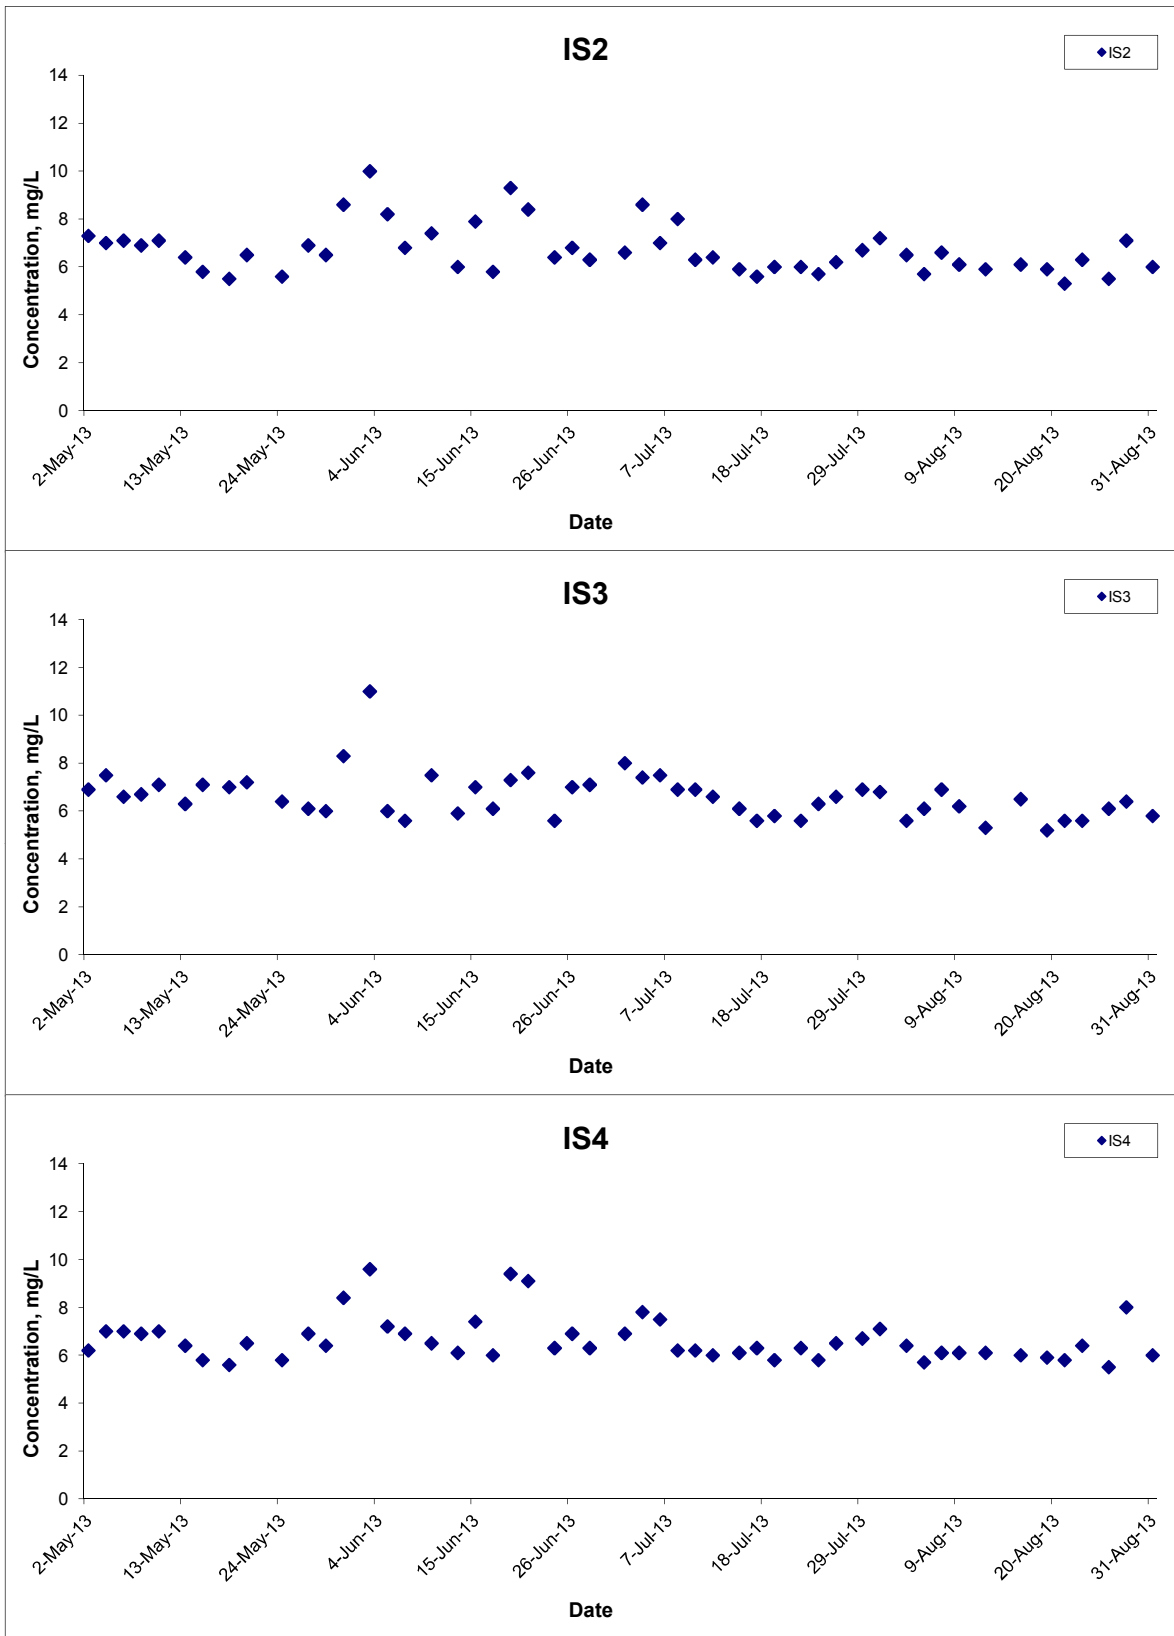 IS2
IS2
14
12
10
8
6
4
2
0
Concentration, mg/L
2-May-13
13-May-13
24-May-13
4-Jun-13
15-Jun-13
26-Jun-13
7-Jul-13
18-Jul-13
29-Jul-13
9-Aug-13
20-Aug-13
31-Aug-13
Date
IS3
IS3
14
12
10
8
6
4
2
0
Concentration, mg/L
2-May-13
13-May-13
24-May-13
4-Jun-13
15-Jun-13
26-Jun-13
7-Jul-13
18-Jul-13
29-Jul-13
9-Aug-13
20-Aug-13
31-Aug-13
Date
IS4
IS4
14
12
10
8
6
4
2
0
Concentration, mg/L
2-May-13
13-May-13
24-May-13
4-Jun-13
15-Jun-13
26-Jun-13
7-Jul-13
18-Jul-13
29-Jul-13
9-Aug-13
20-Aug-13
31-Aug-13
Date